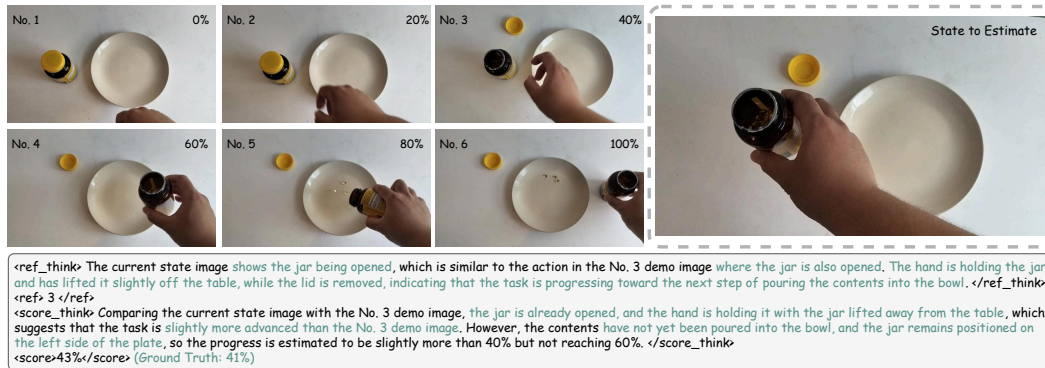 No. 1 0%
No. 2 20%
No. 3 40%
State to Estimate
No. 4 60%
No. 5 80%
No. 6 100%
<ref_think> The current state image shows the jar being opened, which is similar to the action in the No. 3 demo image where the jar is also opened. The hand is holding the jar
and has lifted it slightly off the table, while the lid is removed, indicating that the task is progressing toward the next step of pouring the contents into the bowl. </ref_think>
<ref> 3 </ref>
<score_think> Comparing the current state image with the No. 3 demo image, the jar is already opened, and the hand is holding it with the jar lifted away from the table, which
suggests that the task is slightly more advanced than the No. 3 demo image. However, the contents have not yet been poured into the bowl, and the jar remains positioned on
the left side of the plate, so the progress is estimated to be slightly more than 40% but not reaching 60%. </score_think>
<score>43%</score> (Ground Truth: 41%)